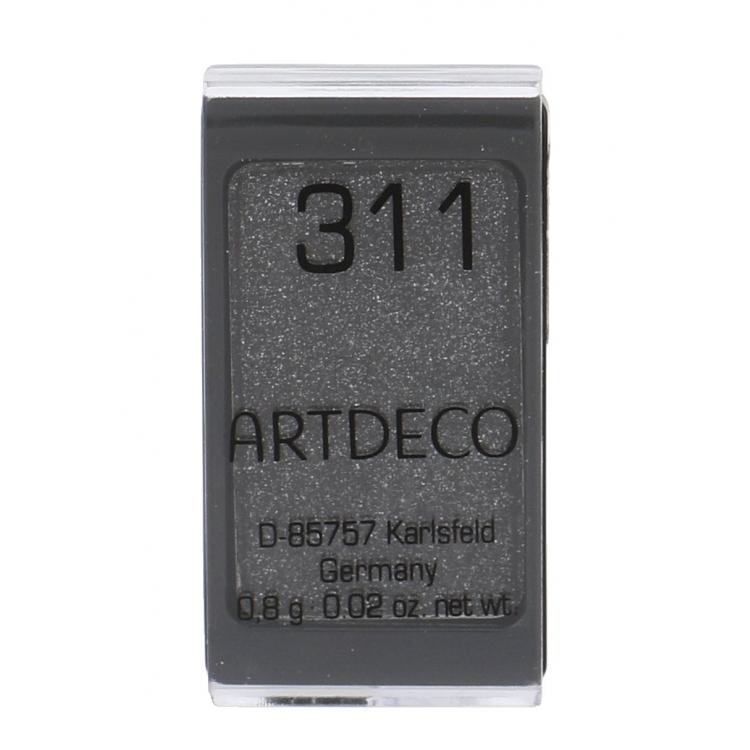 311
ARTDECO
D-85757 Karlsfeld
Germany
0,8 g · 0.02 oz. net wt.